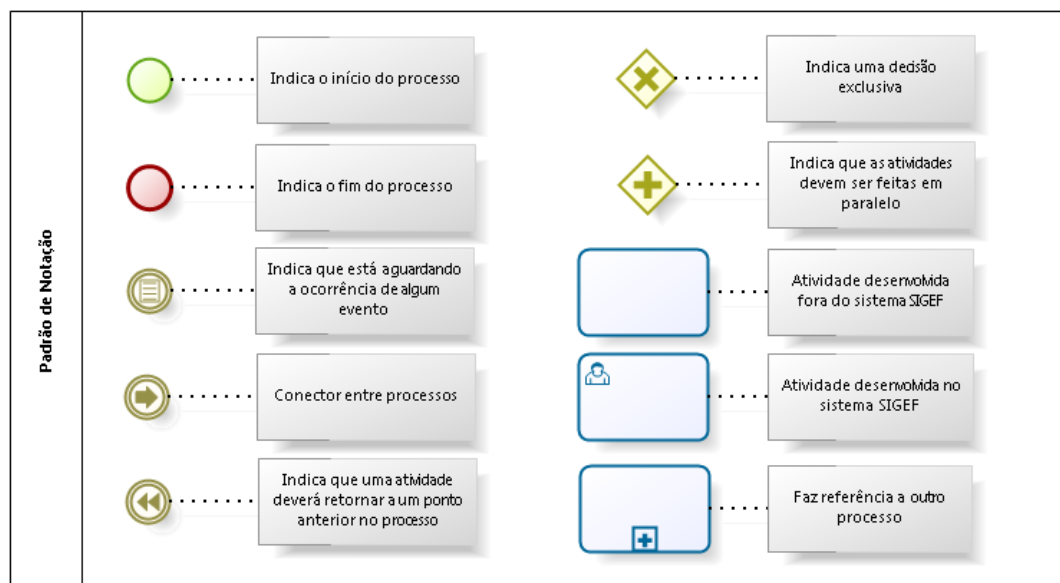 Padrão de Notação
Indica o início do processo
Indica o fim do processo
Indica que está aguardando
a ocorrência de algum
evento
Conector entre processos
Indica que uma atividade
deverá retornar a um ponto
anterior no processo
Indica uma decisão
exclusiva
Indica que as atividades
devem ser feitas em
paralelo
Atividade desenvolvida
fora do sistema SIGEF
Atividade desenvolvida no
sistema SIGEF
Faz referência a outro
processo